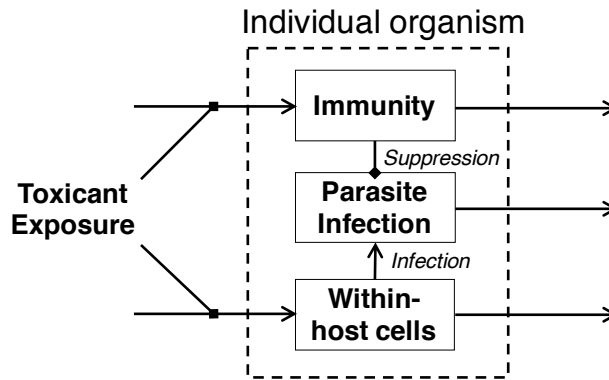 Individual organism
Immunity
Suppression
Toxicant
Exposure
Parasite
Infection
Infection
Within-
host cells